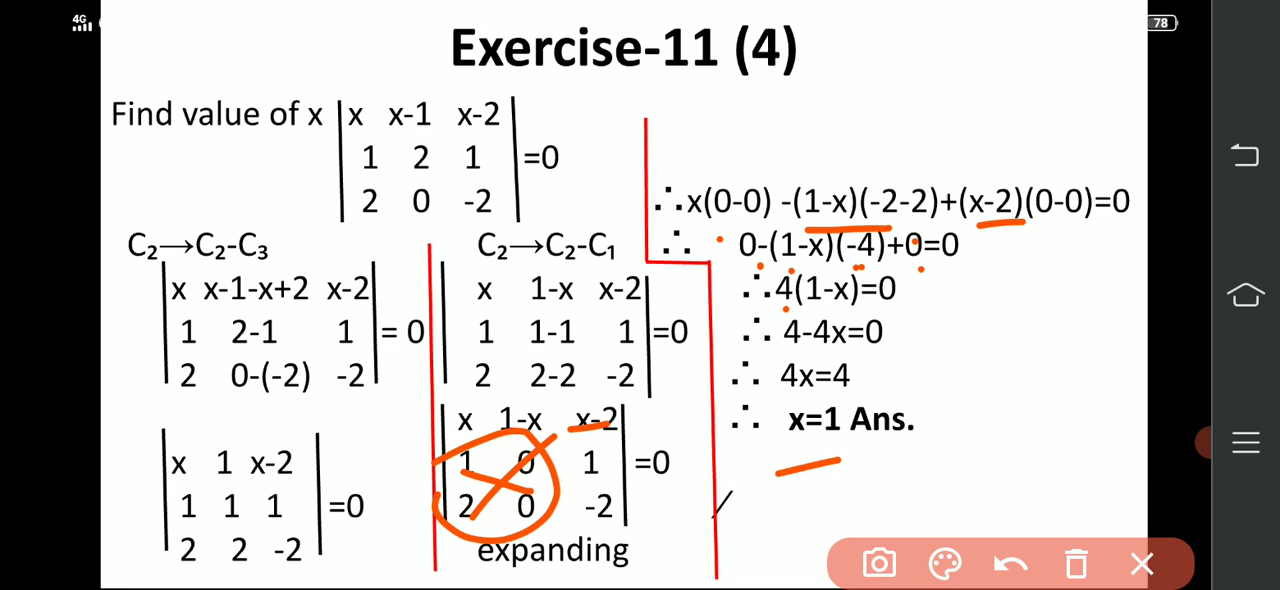 4G
78
Exercise-11 (4)
Find value of x |x x-1 x-2|
|1 2 1| =0
|2 0 -2|
C₂→C₂-C₃
|x x-1-x+2 x-2|
|1 2-1 1| = 0
|2 0-(-2) -2|
|x 1 x-2|
|1 1 1| =0
|2 2 -2|
C₂→C₂-C₁
|x 1-x x-2|
|1 1-1 1| =0
|2 2-2 -2|
|x 1-x x-2|
|1 0 1| =0
|2 0 -2|
expanding
∴x(0-0) -(1-x)(-2-2)+(x-2)(0-0)=0
∴ 0-(1-x)(-4)+0=0
∴4(1-x)=0
∴ 4-4x=0
∴ 4x=4
∴ x=1 Ans.